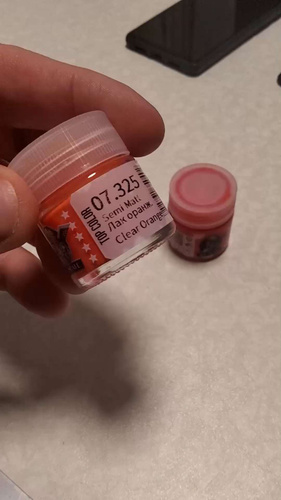 TOP COLOR
07.325
Semi Matt
Лак оранж.
Clear Orange